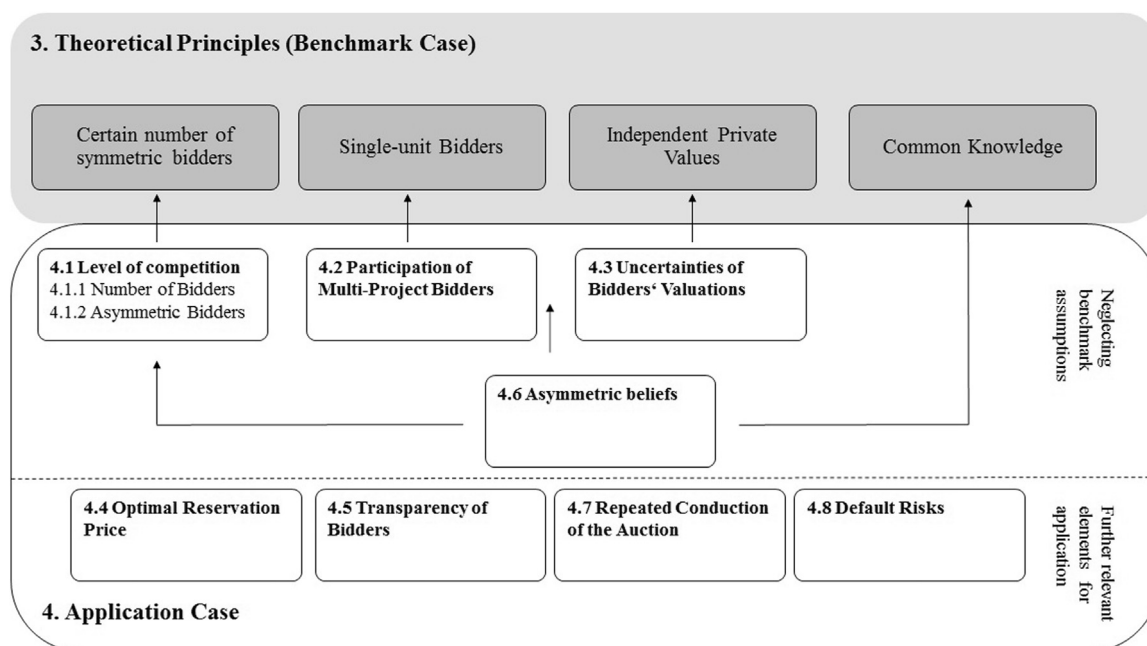 3. Theoretical Principles (Benchmark Case)
Certain number of
symmetric bidders
Single-unit Bidders
Independent Private
Values
Common Knowledge
4.1 Level of competition
4.1.1 Number of Bidders
4.1.2 Asymmetric Bidders
4.2 Participation of
Multi-Project Bidders
4.3 Uncertainties of
Bidders‘ Valuations
Neglecting
benchmark
assumptions
4.6 Asymmetric beliefs
4.4 Optimal Reservation
Price
4.5 Transparency of
Bidders
4.7 Repeated Conduction
of the Auction
4.8 Default Risks
Further relevant
elements for
application
4. Application Case